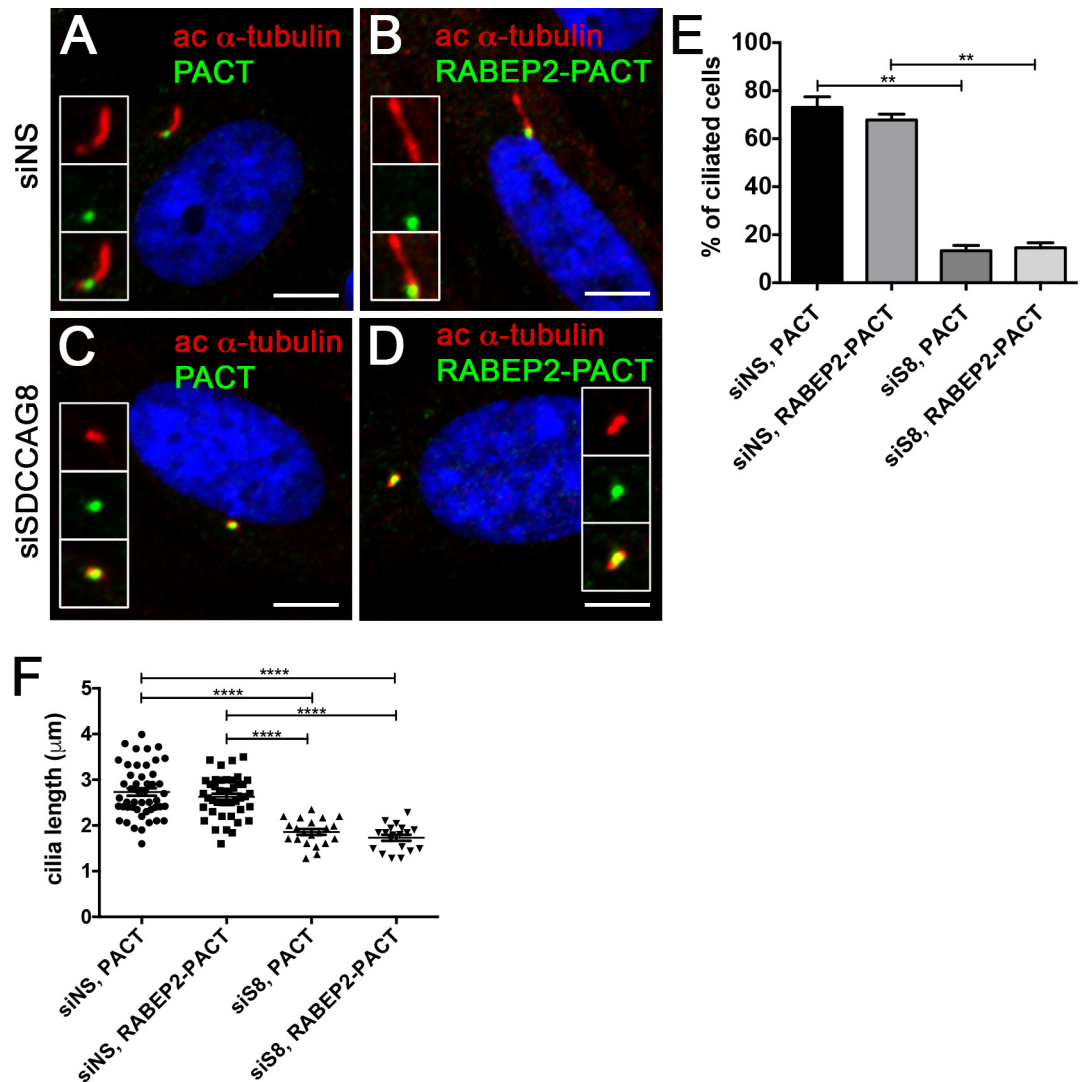 A
ac α-tubulin
PACT
B
ac α-tubulin
RABEP2-PACT
siNS
C
ac α-tubulin
PACT
D
ac α-tubulin
RABEP2-PACT
siSDCCAG8
E
% of ciliated cells
100
80
60
40
20
0
**
**
siNS, PACT
siNS, RABEP2-PACT
siS8, PACT
siS8, RABEP2-PACT
F
cilia length (μm)
5
4
3
2
1
0
****
****
****
****
siNS, PACT
siNS, RABEP2-PACT
siS8, PACT
siS8, RABEP2-PACT